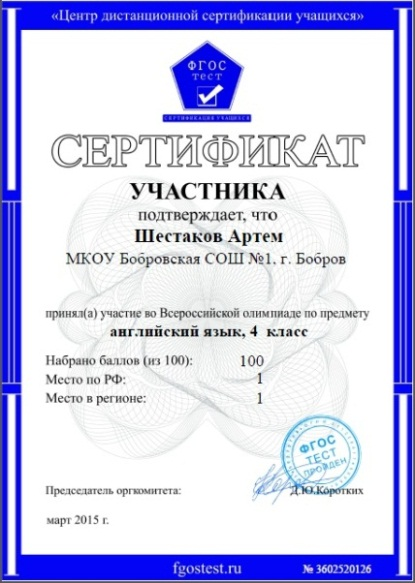 «Центр дистанционной сертификации учащихся»
ФГОС
тест
СЕРТИФИКАЦИЯ УЧАЩИХСЯ
СЕРТИФИКАТ
УЧАСТНИКА
подтверждает, что
Шестаков Артем
МКОУ Бобровская СОШ №1, г. Бобров
принял(а) участие во Всероссийской олимпиаде по предмету
английский язык, 4 класс
Набрано баллов (из 100): 100
Место по РФ: 1
Место в регионе: 1
ФГОС
ТЕСТ
ПРОЙДЕН
Председатель оргкомитета: Д.Ю.Коротких
март 2015 г.
fgostest.ru № 3602520126